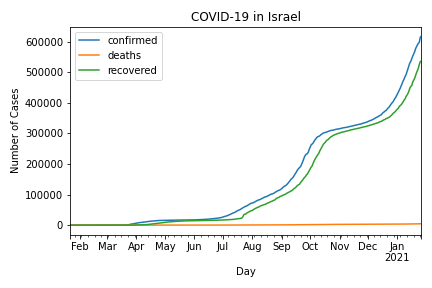 COVID-19 in Israel
confirmed
deaths
recovered
600000
500000
400000
300000
200000
100000
0
Number of Cases
Feb Mar Apr May Jun Jul Aug Sep Oct Nov Dec Jan
2021
Day